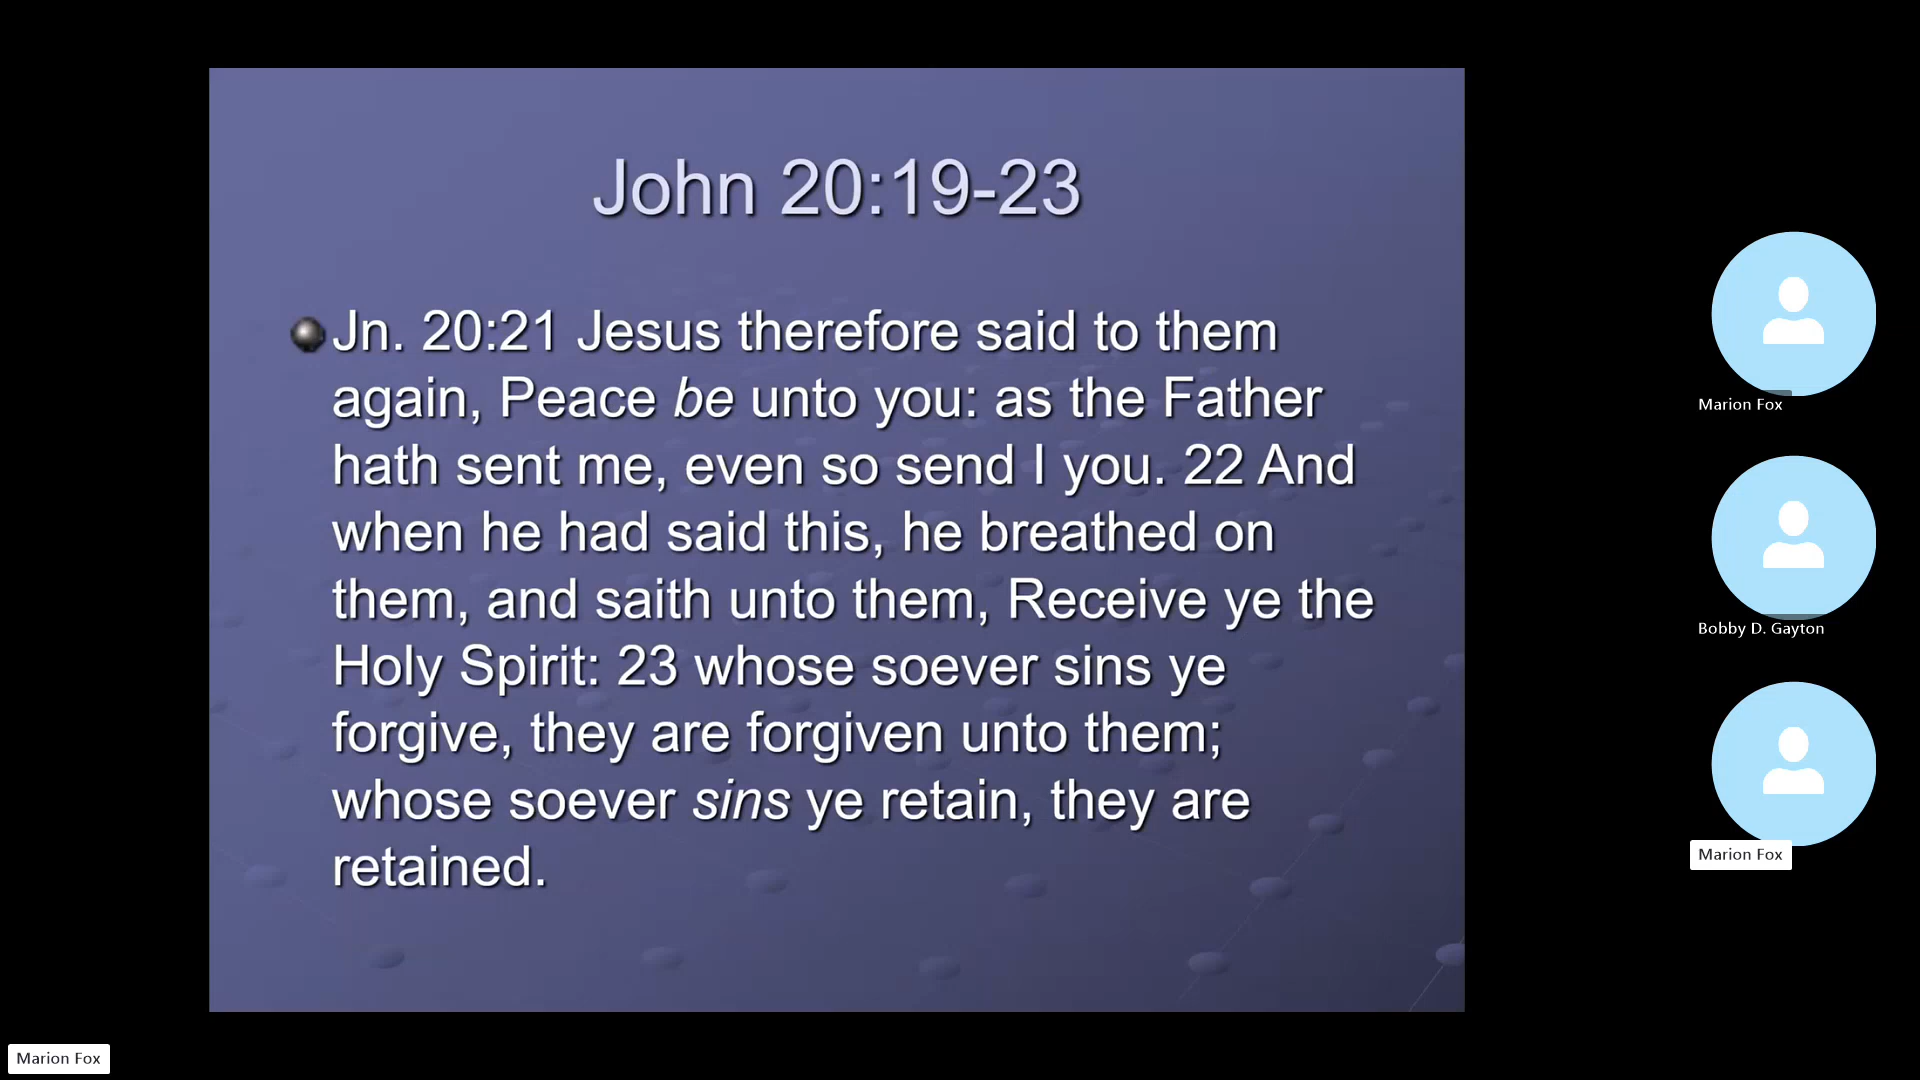 John 20:19-23
Jn. 20:21 Jesus therefore said to them
again, Peace be unto you: as the Father
hath sent me, even so send I you. 22 And
when he had said this, he breathed on
them, and saith unto them, Receive ye the
Holy Spirit: 23 whose soever sins ye
forgive, they are forgiven unto them;
whose soever sins ye retain, they are
retained.
Marion Fox
Bobby D. Gayton
Marion Fox
Marion Fox